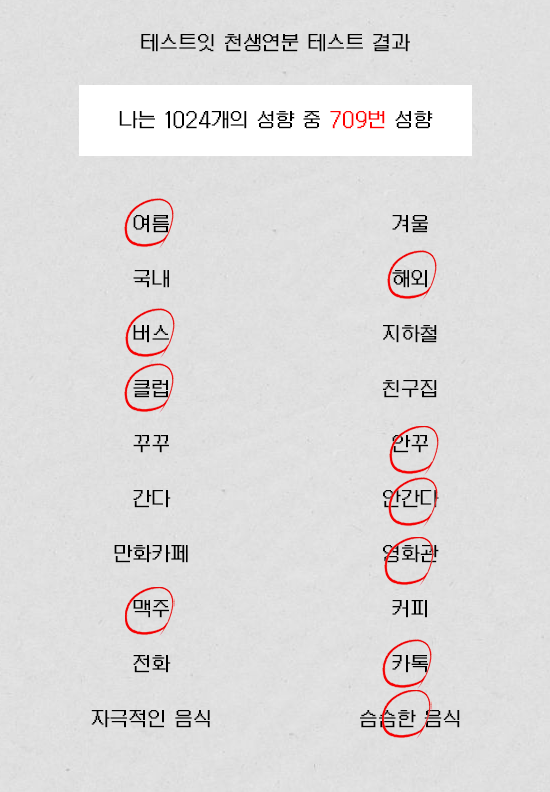 테스트잇 천생연분 테스트 결과
나는 1024개의 성향 중 709번 성향
여름 겨울
국내 해외
버스 지하철
클럽 친구집
꾸꾸 안꾸
간다 안간다
만화카페 영화관
맥주 커피
전화 카톡
자극적인 음식 슴슴한 음식